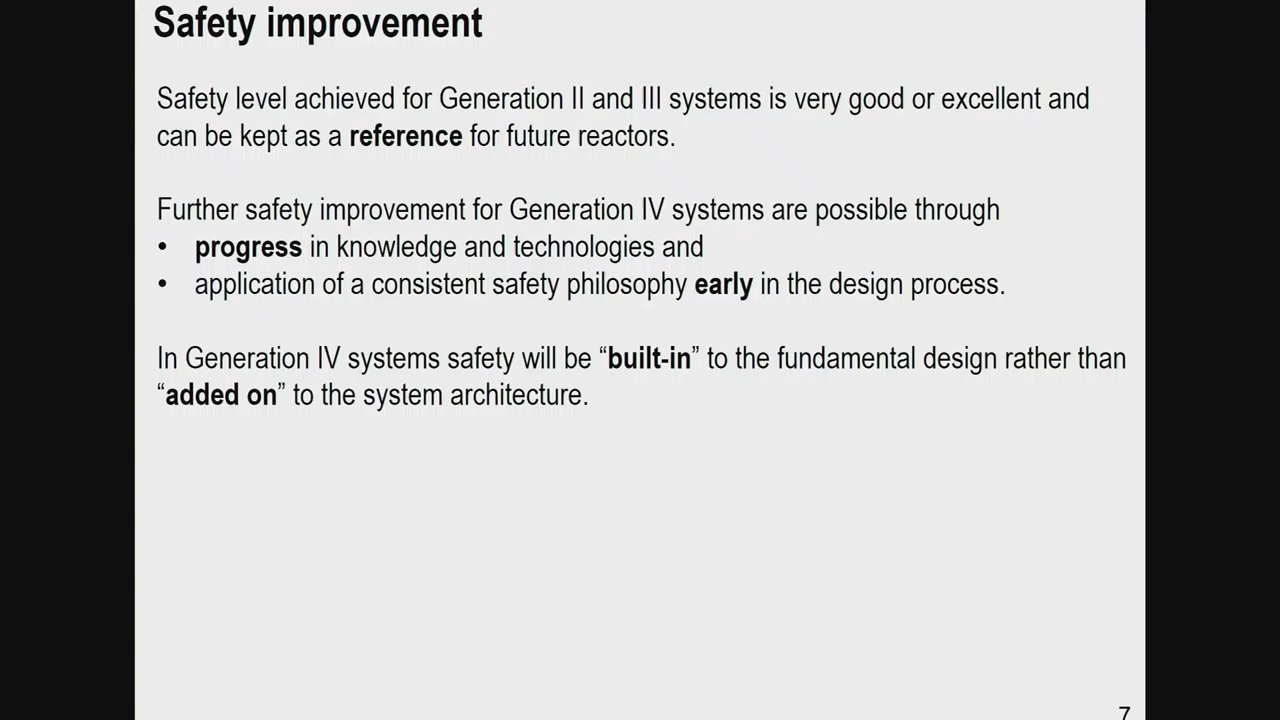 Safety improvement
Safety level achieved for Generation II and III systems is very good or excellent and
can be kept as a reference for future reactors.
Further safety improvement for Generation IV systems are possible through
• progress in knowledge and technologies and
• application of a consistent safety philosophy early in the design process.
In Generation IV systems safety will be “built-in” to the fundamental design rather than
“added on” to the system architecture.
7